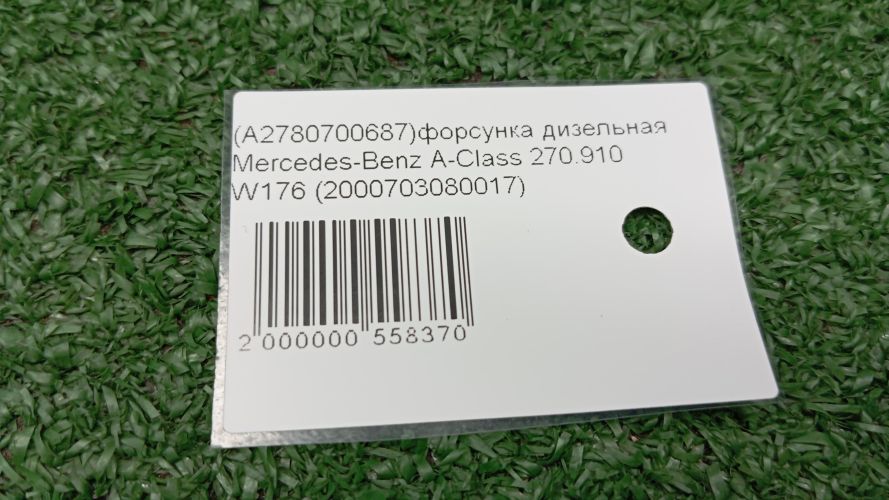 (A2780700687)форсунка дизельная
Mercedes-Benz A-Class 270.910
W176 (2000703080017)
2 000000 558370